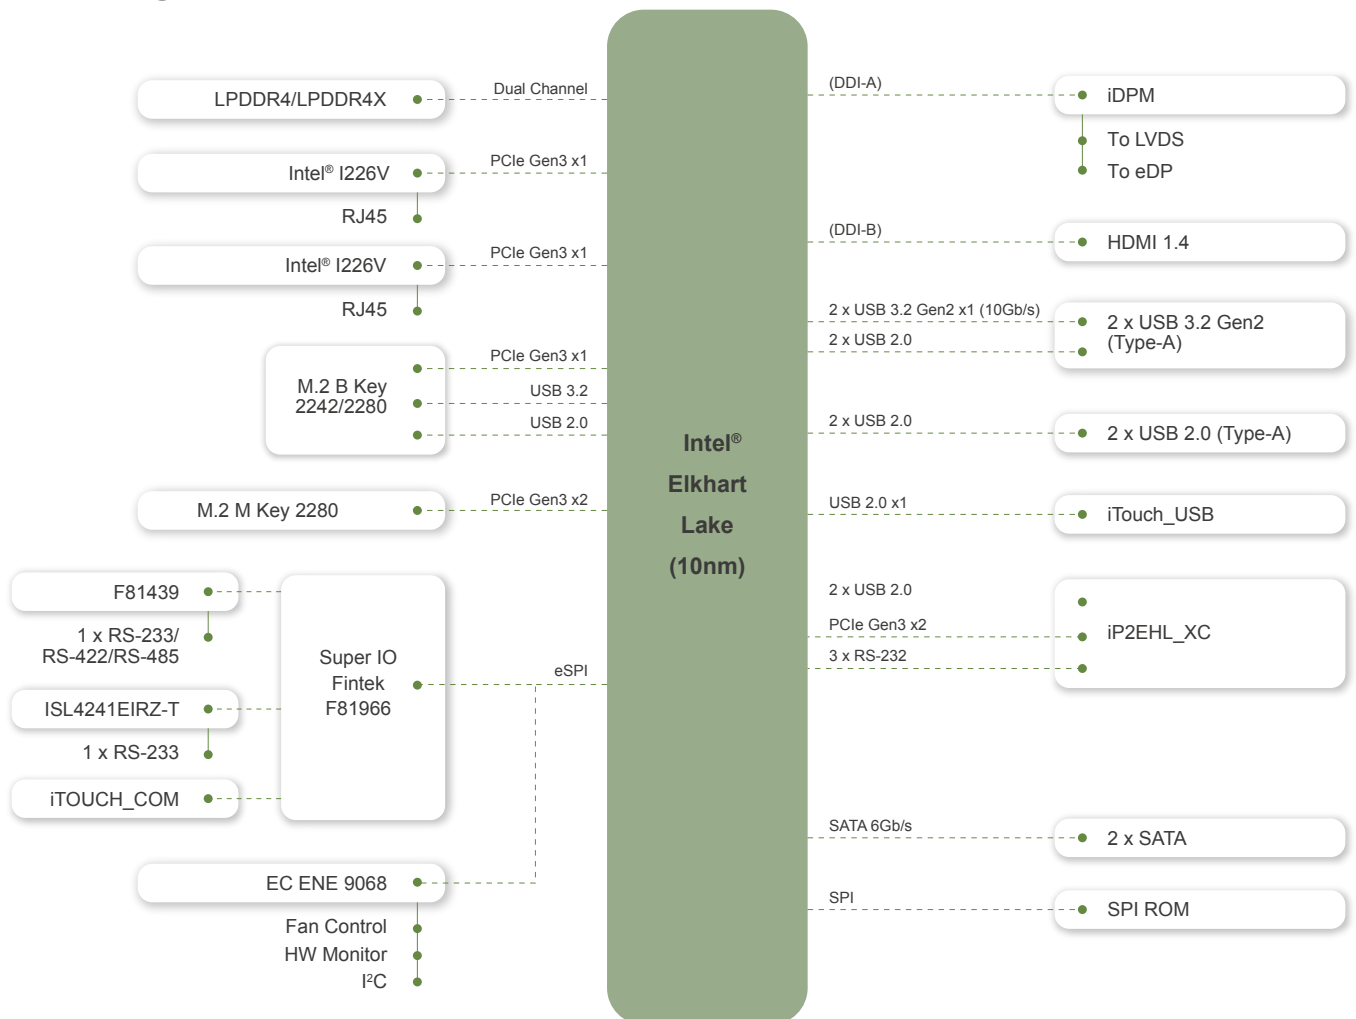 LPDDR4/LPDDR4X
Dual Channel
Intel® I226V
PCIe Gen3 x1
RJ45
Intel® I226V
PCIe Gen3 x1
RJ45
M.2 B Key
2242/2280
PCIe Gen3 x1
USB 3.2
USB 2.0
M.2 M Key 2280
PCIe Gen3 x2
F81439
1 x RS-233/
RS-422/RS-485
ISL4241EIRZ-T
1 x RS-233
iTOUCH_COM
Super IO
Fintek
F81966
eSPI
EC ENE 9068
Fan Control
HW Monitor
I²C
Intel®
Elkhart
Lake
(10nm)
(DDI-A)
iDPM
To LVDS
To eDP
(DDI-B)
HDMI 1.4
2 x USB 3.2 Gen2 x1 (10Gb/s)
2 x USB 2.0
2 x USB 3.2 Gen2
(Type-A)
2 x USB 2.0
2 x USB 2.0 (Type-A)
USB 2.0 x1
iTouch_USB
2 x USB 2.0
PCIe Gen3 x2
3 x RS-232
iP2EHL_XC
SATA 6Gb/s
2 x SATA
SPI
SPI ROM